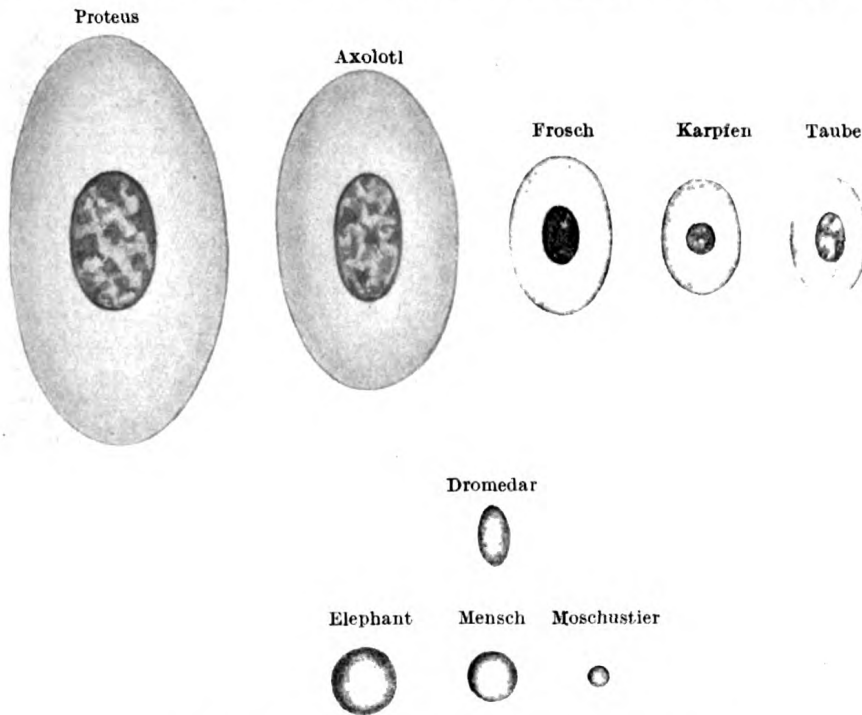 Proteus
Axolotl
Frosch Karpfen Taube
Dromedar
Elephant Mensch Moschustier